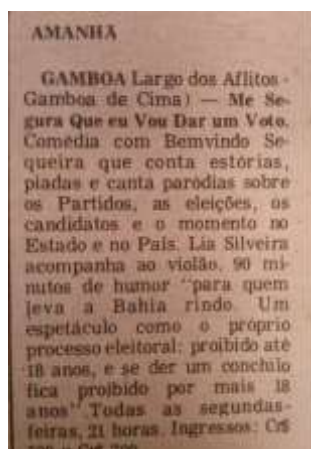 AMANHÃ
GAMBOA Largo dos Aflitos -
Gamboa de Cima) — Me Se-
gura Que eu Vou Dar um Voto.
Comédia com Bemvindo Se-
queira que conta estórias,
piadas e canta paródias sobre
os Partidos, as eleições, os
candidatos e o momento no
Estado e no País. Lia Silveira
acompanha ao violão. 90 mi-
nutos de humor "para quem
leva a Bahia rindo. Um
espetáculo como o próprio
processo eleitoral: proibido até
18 anos, e se der um conchilo
fica proibido por mais 18
anos". Todas as segundas-
feiras, 21 horas. Ingressos: Cr$